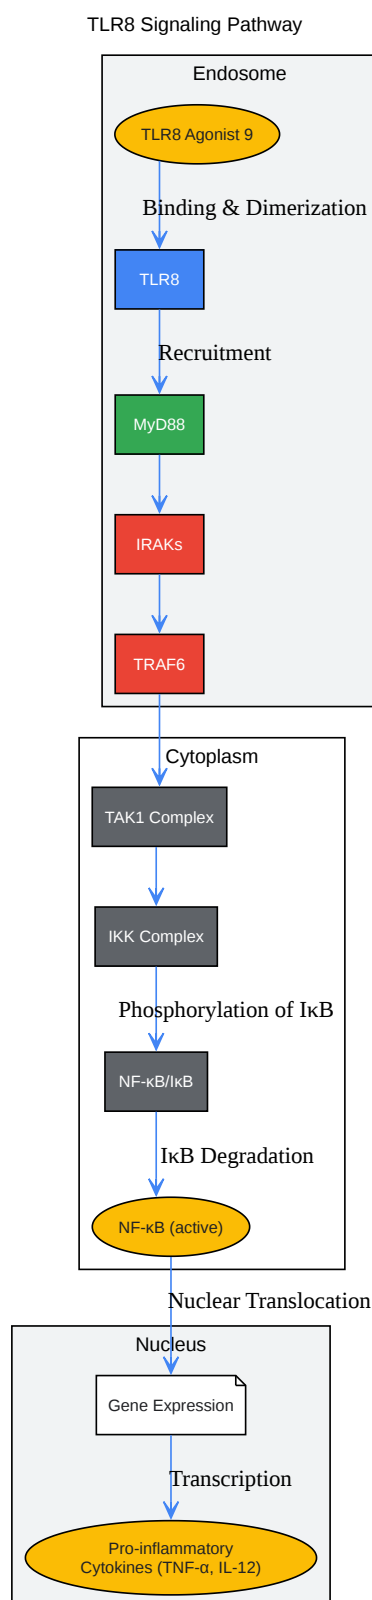 TLR8 Signaling Pathway
Endosome
TLR8 Agonist 9
Binding & Dimerization
TLR8
Recruitment
MyD88
IRAKs
TRAF6
Cytoplasm
TAK1 Complex
IKK Complex
Phosphorylation of IκB
NF-κB/IκB
IκB Degradation
NF-κB (active)
Nuclear Translocation
Nucleus
Gene Expression
Transcription
Pro-inflammatory
Cytokines (TNF-α, IL-12)